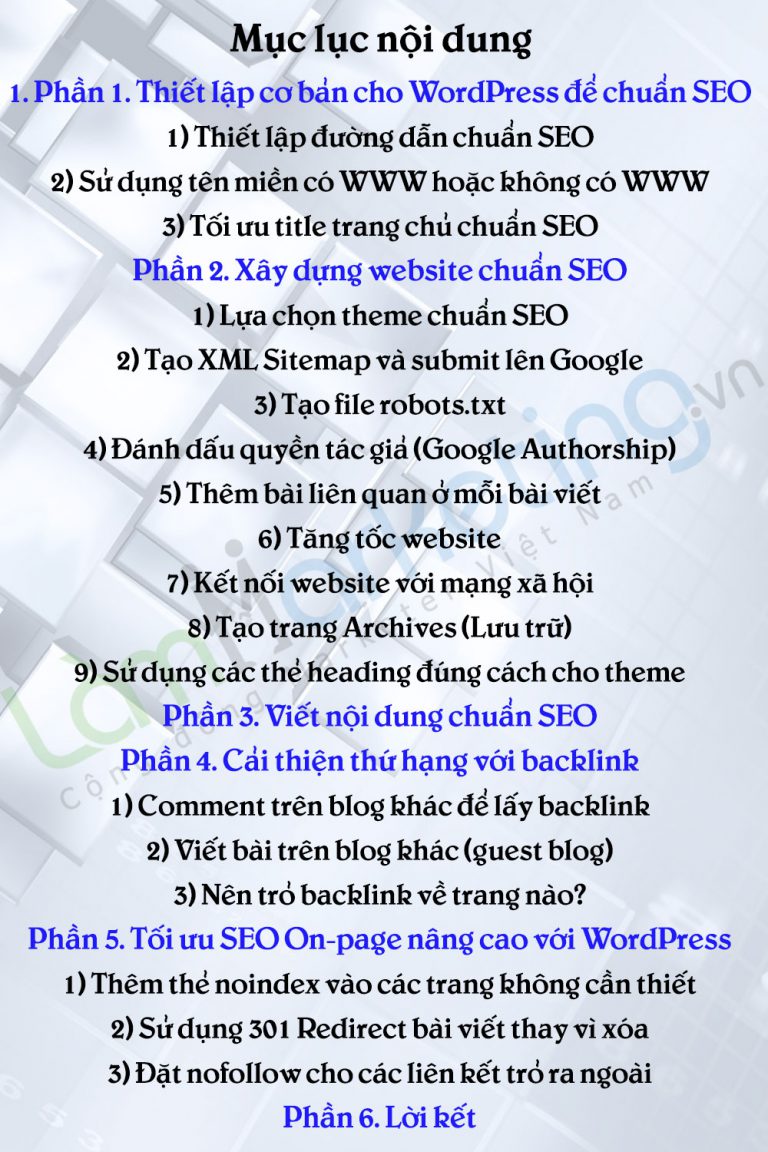 Mục lục nội dung
1. Phần 1. Thiết lập cơ bản cho WordPress để chuẩn SEO
1) Thiết lập đường dẫn chuẩn SEO
2) Sử dụng tên miền có WWW hoặc không có WWW
3) Tối ưu title trang chủ chuẩn SEO
Phần 2. Xây dựng website chuẩn SEO
1) Lựa chọn theme chuẩn SEO
2) Tạo XML Sitemap và submit lên Google
3) Tạo file robots.txt
4) Đánh dấu quyền tác giả (Google Authorship)
5) Thêm bài liên quan ở mỗi bài viết
6) Tăng tốc website
7) Kết nối website với mạng xã hội
8) Tạo trang Archives (Lưu trữ)
9) Sử dụng các thẻ heading đúng cách cho theme
Phần 3. Viết nội dung chuẩn SEO
Phần 4. Cải thiện thứ hạng với backlink
1) Comment trên blog khác để lấy backlink
2) Viết bài trên blog khác (guest blog)
3) Nên trỏ backlink về trang nào?
Phần 5. Tối ưu SEO On-page nâng cao với WordPress
1) Thêm thẻ noindex vào các trang không cần thiết
2) Sử dụng 301 Redirect bài viết thay vì xóa
3) Đặt nofollow cho các liên kết trỏ ra ngoài
Phần 6. Lời kết
LàmMarketing.vn
Cộng đồng Marketer Việt Nam